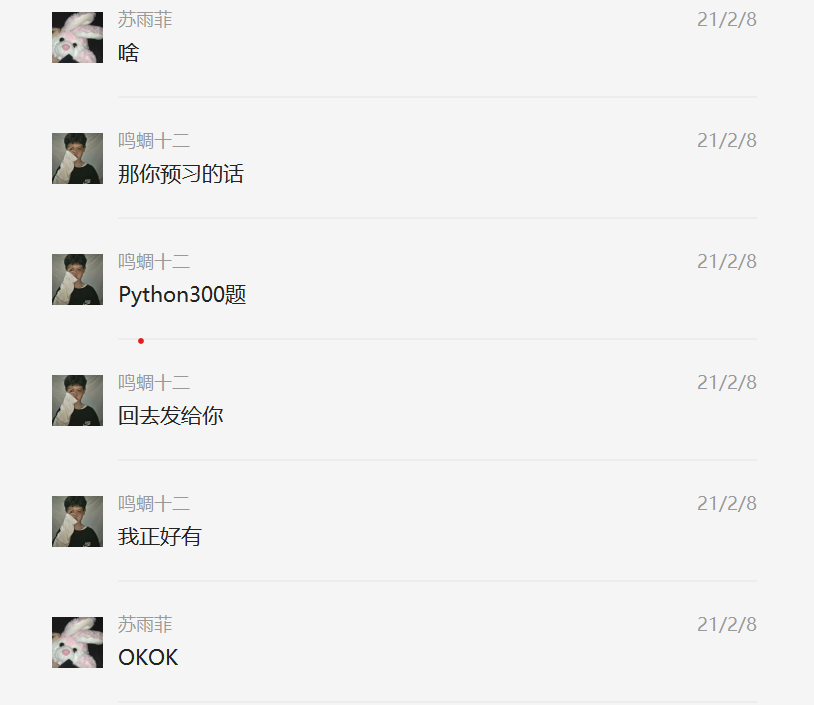 苏雨菲 21/2/8
啥
鸣蜩十二 21/2/8
那你预习的话
鸣蜩十二 21/2/8
Python300题
鸣蜩十二 21/2/8
回去发给你
鸣蜩十二 21/2/8
我正好有
苏雨菲 21/2/8
OKOK